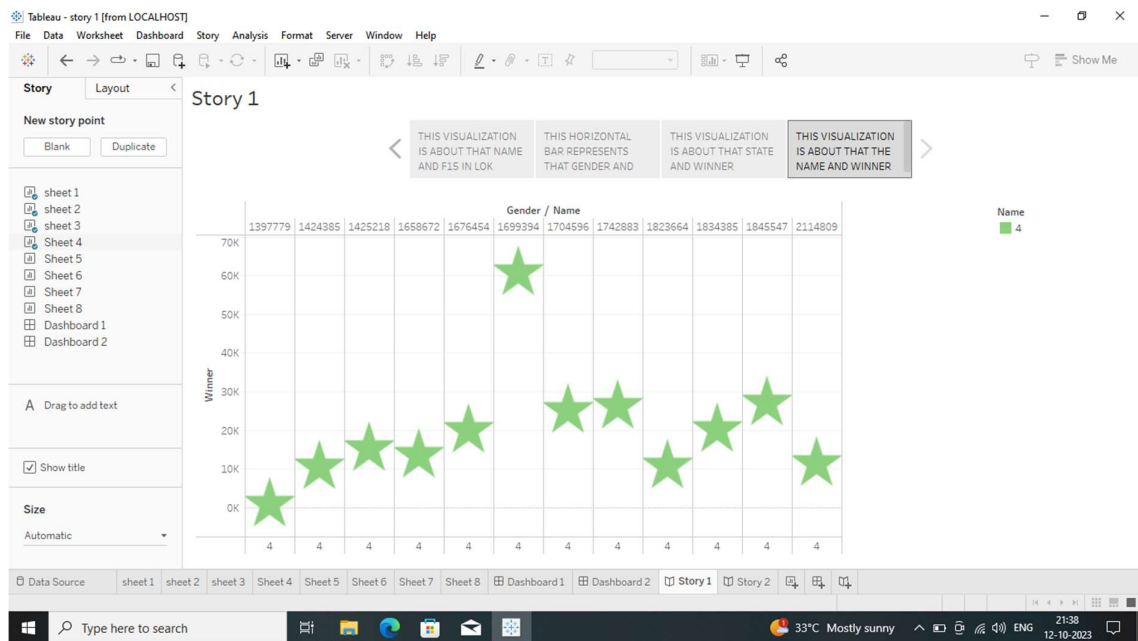 Tableau - story 1 [from LOCALHOST]
File Data Worksheet Dashboard Story Analysis Format Server Window Help
Show Me
Story Layout
New story point
Blank Duplicate
sheet 1
sheet 2
sheet 3
Sheet 4
Sheet 5
Sheet 6
Sheet 7
Sheet 8
Dashboard 1
Dashboard 2
A Drag to add text
Show title
Size
Automatic
Story 1
THIS VISUALIZATION
IS ABOUT THAT NAME
AND F15 IN LOK
THIS HORIZONTAL
BAR REPRESENTS
THAT GENDER AND
THIS VISUALIZATION
IS ABOUT THAT STATE
AND WINNER
THIS VISUALIZATION
IS ABOUT THAT THE
NAME AND WINNER
Gender / Name
1397779 1424385 1425218 1658672 1676454 1699394 1704596 1742883 1823664 1834385 1845547 2114809
70K
60K
50K
40K
30K
20K
10K
0K
Winner
4 4 4 4 4 4 4 4 4 4 4 4
Name
4
Data Source sheet 1 sheet 2 sheet 3 Sheet 4 Sheet 5 Sheet 6 Sheet 7 Sheet 8 Dashboard 1 Dashboard 2 Story 1 Story 2
Type here to search
33°C Mostly sunny
ENG
21:38
12-10-2023